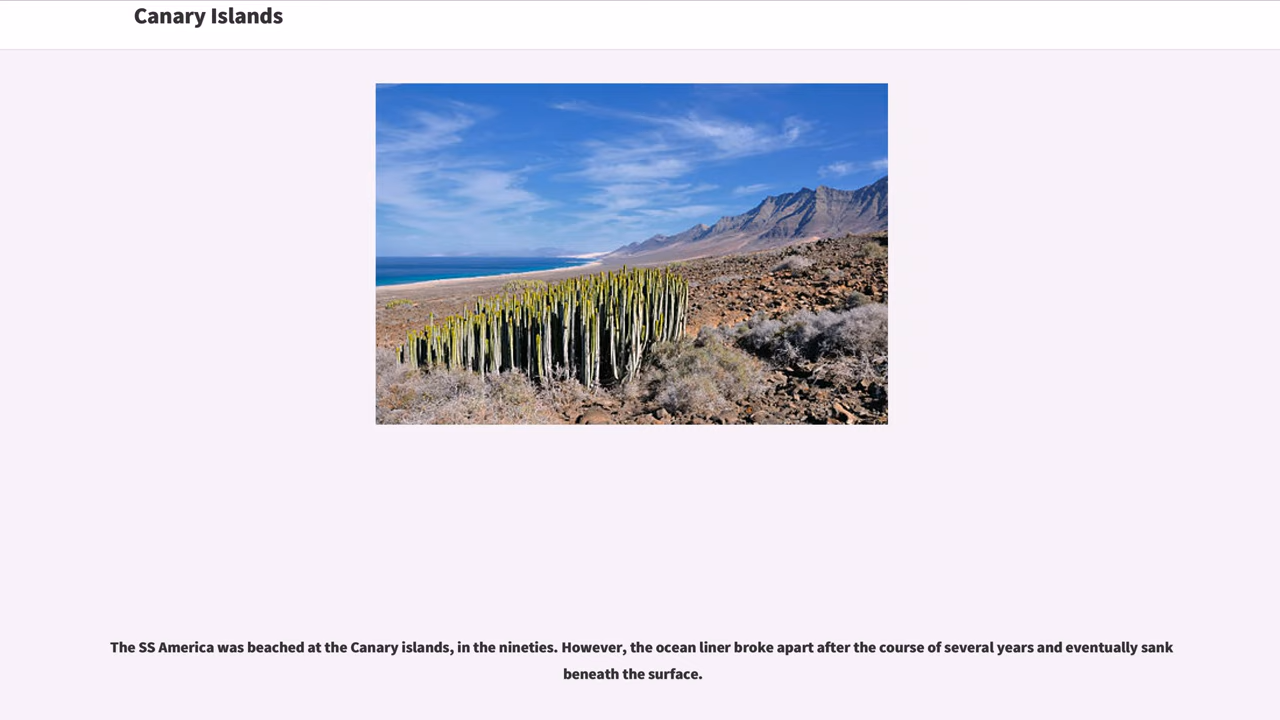 Canary Islands
The SS America was beached at the Canary islands, in the nineties. However, the ocean liner broke apart after the course of several years and eventually sank
beneath the surface.